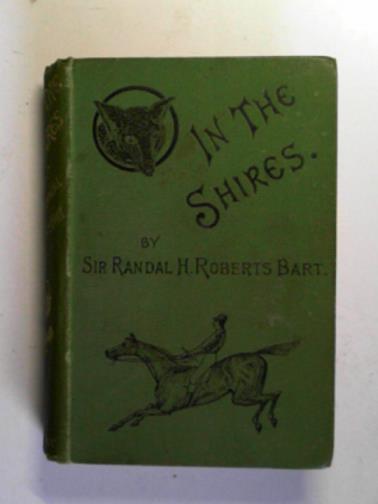 IN THE
SHIRES.
BY
SIR RANDAL H. ROBERTS BART.